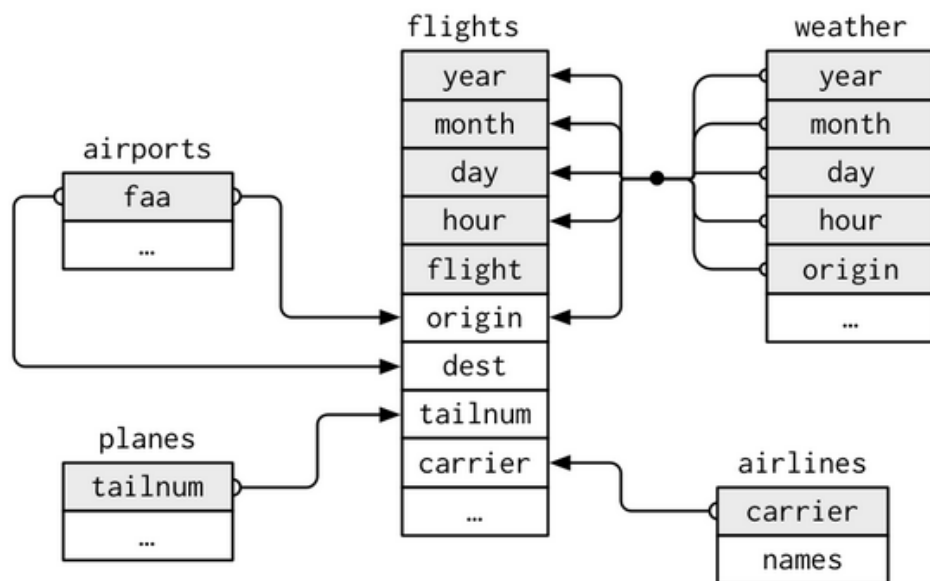 flights
year
month
day
hour
flight
origin
dest
tailnum
carrier
…
weather
year
month
day
hour
origin
…
airports
faa
…
planes
tailnum
…
airlines
carrier
names